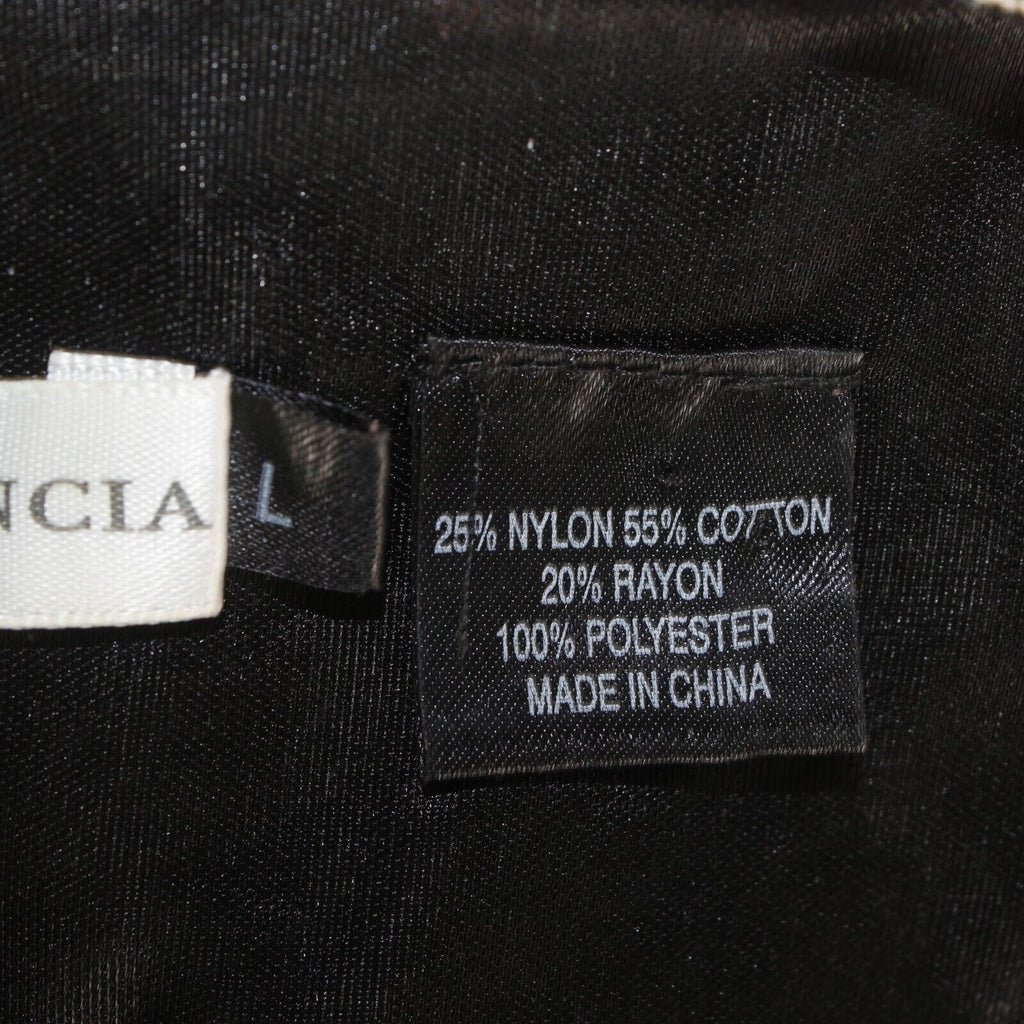 NCIA
L
25% NYLON 55% COTTON
20% RAYON
100% POLYESTER
MADE IN CHINA